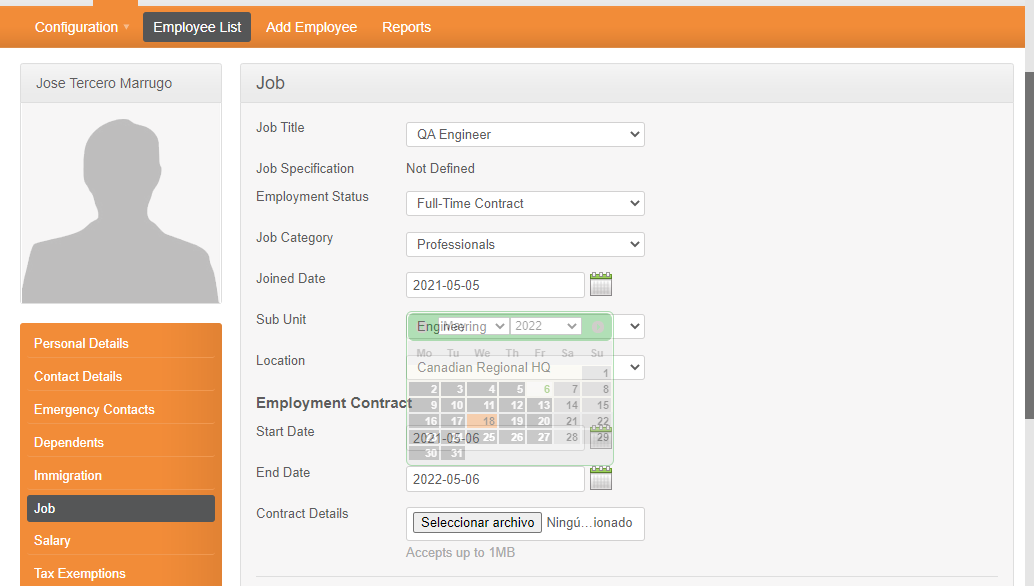 Configuration Employee List Add Employee Reports
Jose Tercero Marrugo
Personal Details
Contact Details
Emergency Contacts
Dependents
Immigration
Job
Salary
Tax Exemptions
Job
Job Title QA Engineer
Job Specification Not Defined
Employment Status Full-Time Contract
Job Category Professionals
Joined Date 2021-05-05
Sub Unit Engineering
May 2022
Mo Tu We Th Fr Sa Su
Location Canadian Regional HQ
1
2 3 4 5 6 7 8
9 10 11 12 13 14 15
16 17 18 19 20 21 22
25 26 27 28 29
30 31
Employment Contract
Start Date 2021-05-06
End Date 2022-05-06
Contract Details Seleccionar archivo Ningú…ionado
Accepts up to 1MB